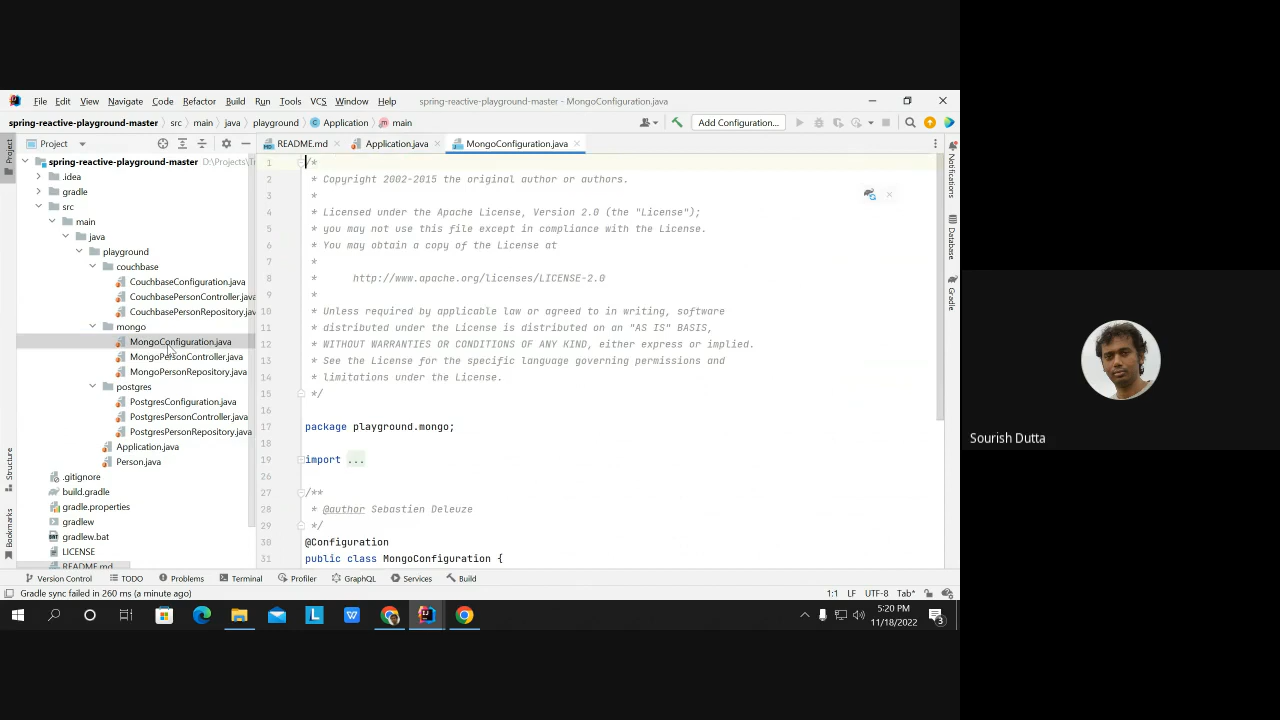 File Edit View Navigate Code Refactor Build Run Tools VCS Window Help spring-reactive-playground-master - MongoConfiguration.java
spring-reactive-playground-master src main java playground Application main Add Configuration...
Project README.md Application.java MongoConfiguration.java
spring-reactive-playground-master
.idea
gradle
src
main
java
playground
couchbase
CouchbaseConfiguration.java
CouchbasePersonController.java
CouchbasePersonRepository.java
mongo
MongoConfiguration.java
MongoPersonController.java
MongoPersonRepository.java
postgres
PostgresConfiguration.java
PostgresPersonController.java
PostgresPersonRepository.java
Application.java
Person.java
.gitignore
build.gradle
gradle.properties
gradlew
gradlew.bat
LICENSE
README.md
Project
Structure
Bookmarks
1 /*
2 * Copyright 2002-2015 the original author or authors.
3 *
4 * Licensed under the Apache License, Version 2.0 (the "License");
5 * you may not use this file except in compliance with the License.
6 * You may obtain a copy of the License at
7 *
8 * http://www.apache.org/licenses/LICENSE-2.0
9 *
10 * Unless required by applicable law or agreed to in writing, software
11 * distributed under the License is distributed on an "AS IS" BASIS,
12 * WITHOUT WARRANTIES OR CONDITIONS OF ANY KIND, either express or implied.
13 * See the License for the specific language governing permissions and
14 * limitations under the License.
15 */
16
17 package playground.mongo;
18
19 import ...
26
27 /**
28 * @author Sebastien Deleuze
29 */
30 @Configuration
31 public class MongoConfiguration {
Notifications
Database
Gradle
Version Control TODO Problems Terminal Profiler GraphQL Services Build
Gradle sync failed in 260 ms (a minute ago) 1:1 LF UTF-8 Tab*
5:20 PM
11/18/2022
3
Sourish Dutta